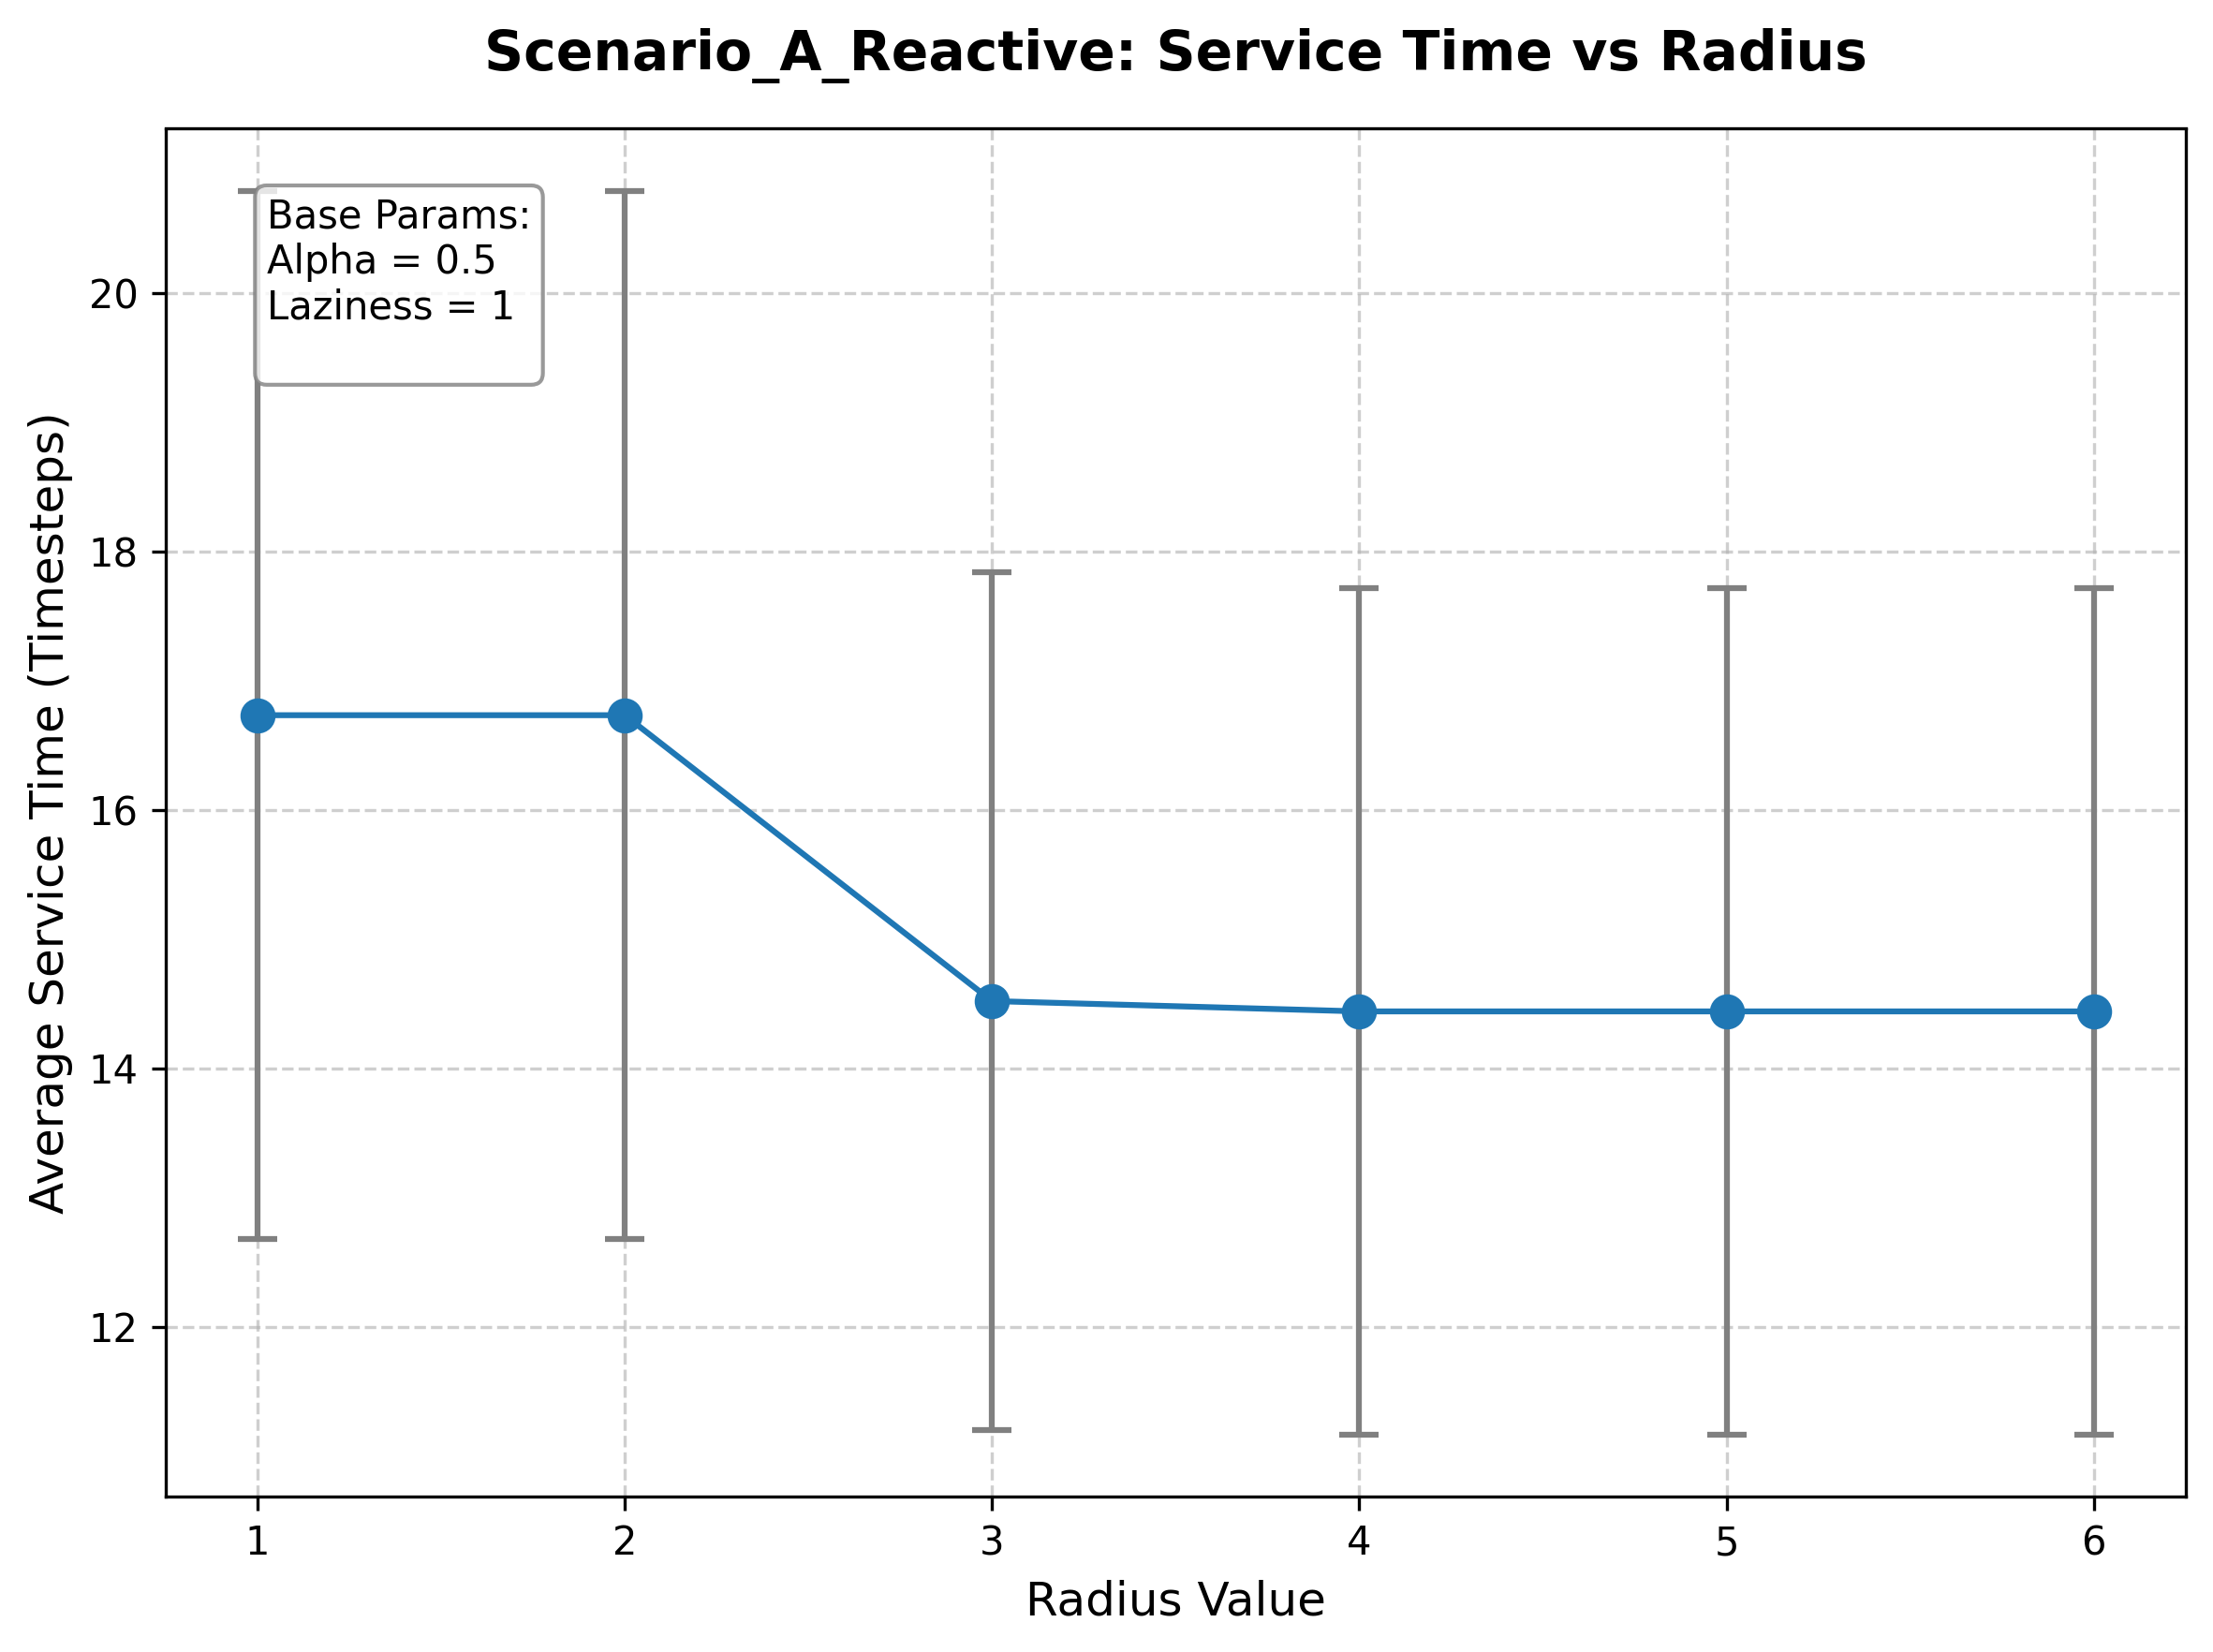 Scenario_A_Reactive: Service Time vs Radius
Base Params:
Alpha = 0.5
Laziness = 1
Average Service Time (Timesteps)
20
18
16
14
12
1 2 3 4 5 6
Radius Value